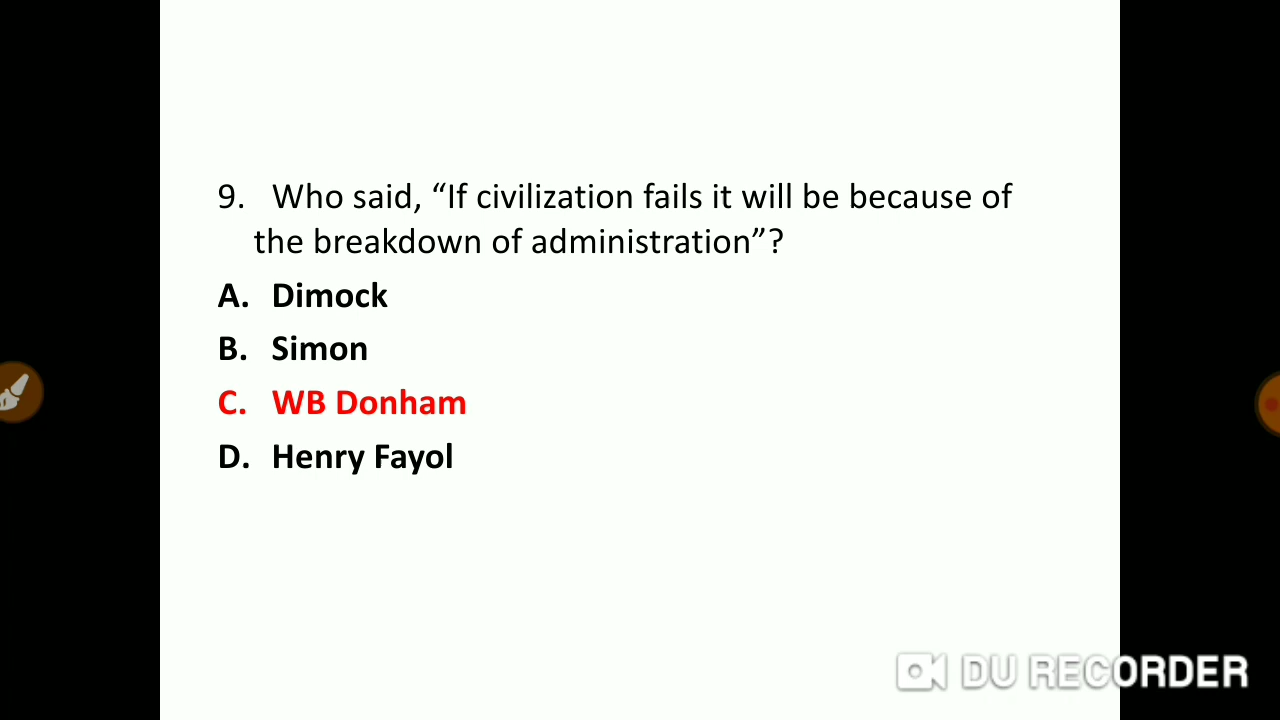 9. Who said, “If civilization fails it will be because of
the breakdown of administration”?
A. Dimock
B. Simon
C. WB Donham
D. Henry Fayol
DU RECORDER